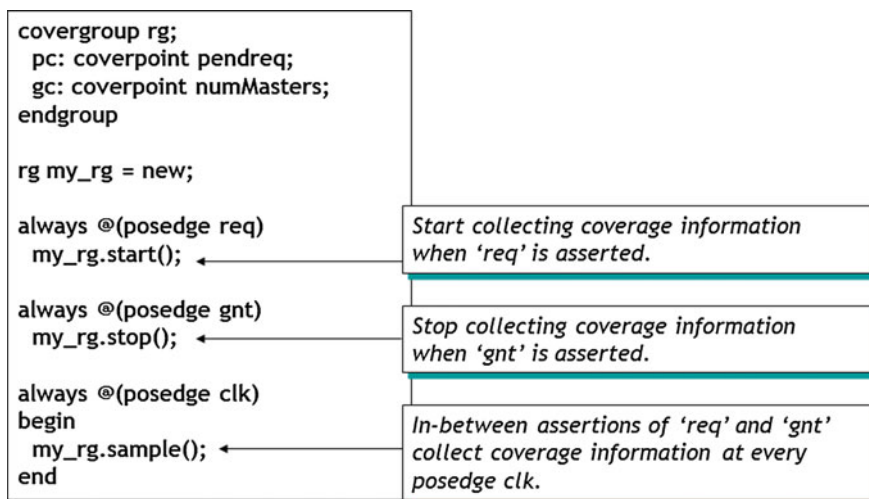 covergroup rg;
pc: coverpoint pendreq;
gc: coverpoint numMasters;
endgroup
rg my_rg = new;
always @(posedge req)
my_rg.start();
Start collecting coverage information
when ‘req’ is asserted.
always @(posedge gnt)
my_rg.stop();
Stop collecting coverage information
when ‘gnt’ is asserted.
always @(posedge clk)
begin
my_rg.sample();
end
In-between assertions of ‘req’ and ‘gnt’
collect coverage information at every
posedge clk.